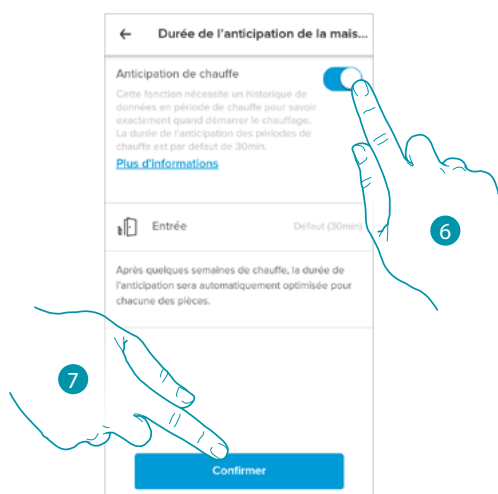 ← Durée de l'anticipation de la mais...
Anticipation de chauffe
Cette fonction nécessite un historique de
données en période de chauffe pour savoir
exactement quand démarrer le chauffage.
La durée de l'anticipation des périodes de
chauffe est par défaut de 30min.
Plus d'informations
6
Entrée Défaut (30min)
Après quelques semaines de chauffe, la durée de
l'anticipation sera automatiquement optimisée pour
chacune des pièces.
7
Confirmer